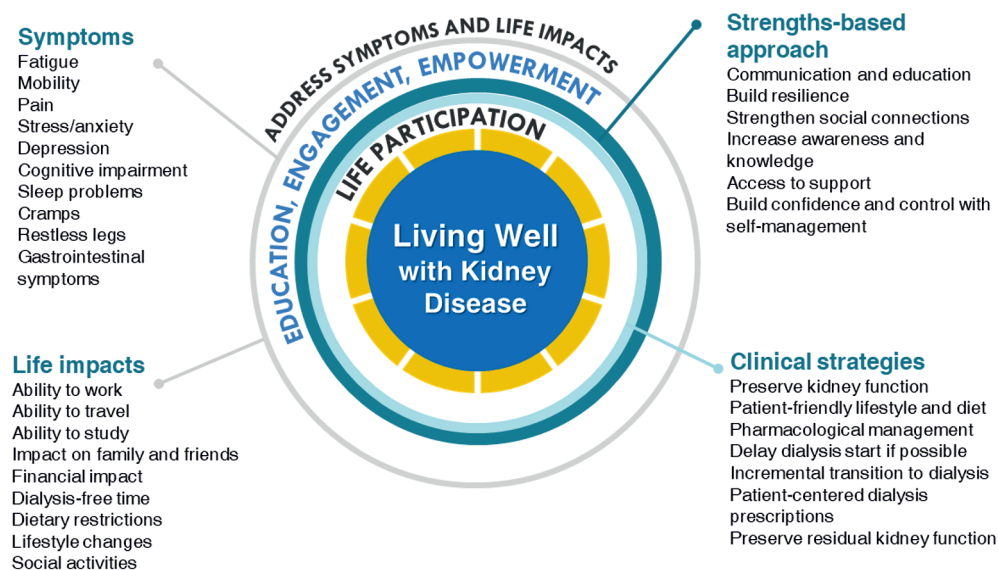 Symptoms
Fatigue
Mobility
Pain
Stress/anxiety
Depression
Cognitive impairment
Sleep problems
Cramps
Restless legs
Gastrointestinal
symptoms
Life impacts
Ability to work
Ability to travel
Ability to study
Impact on family and friends
Financial impact
Dialysis-free time
Dietary restrictions
Lifestyle changes
Social activities
ADDRESS SYMPTOMS AND LIFE IMPACTS
EDUCATION, ENGAGEMENT, EMPOWERMENT
LIFE PARTICIPATION
Living Well
with Kidney
Disease
Strengths-based
approach
Communication and education
Build resilience
Strengthen social connections
Increase awareness and
knowledge
Access to support
Build confidence and control with
self-management
Clinical strategies
Preserve kidney function
Patient-friendly lifestyle and diet
Pharmacological management
Delay dialysis start if possible
Incremental transition to dialysis
Patient-centered dialysis
prescriptions
Preserve residual kidney function